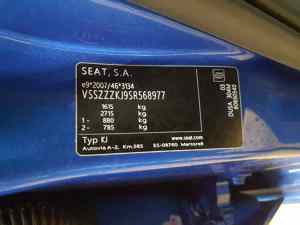 SEAT, S.A.
e9*2007/46*3134
VSSZZZKJ9SR568977
1615 kg
2715 kg
1- 880 kg
2- 785 kg
Typ KJ www.seat.com
Autovia A-2, Km.585 ES-08760 Martorell